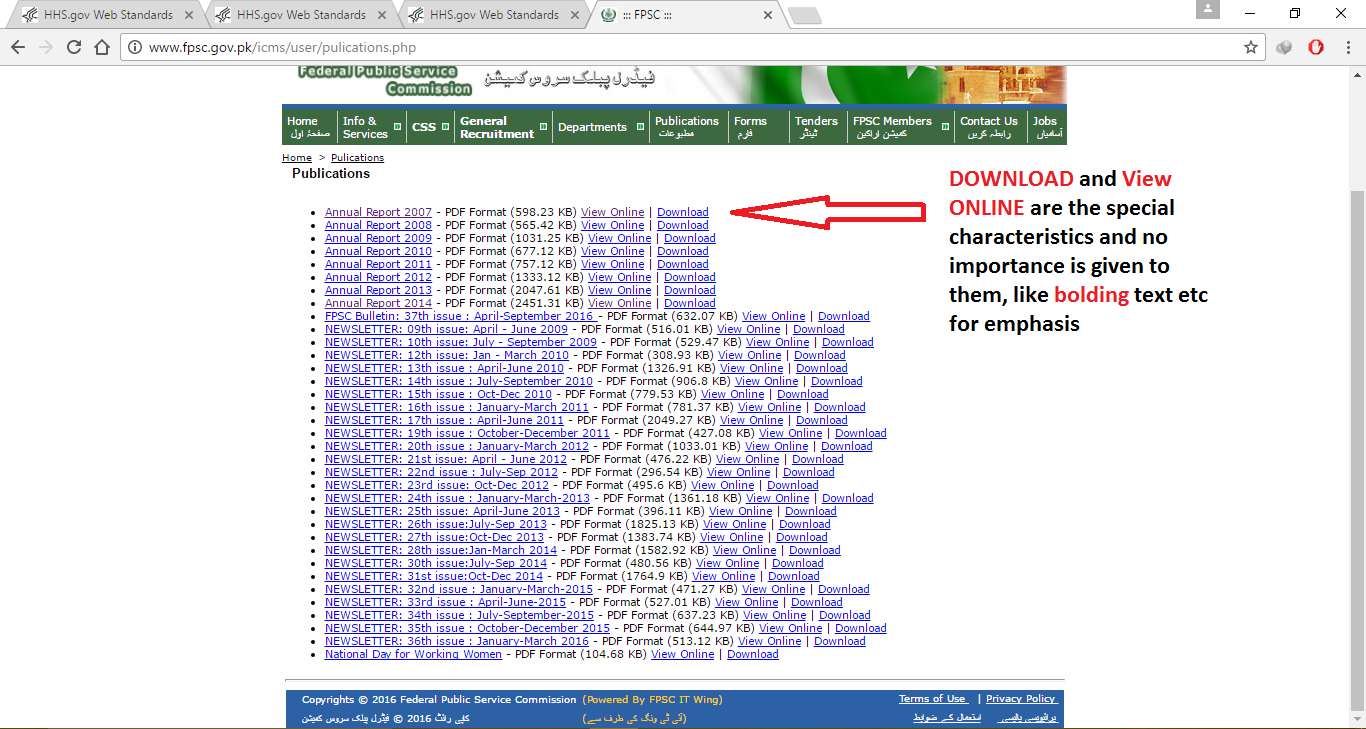 HHS.gov Web Standards
HHS.gov Web Standards
HHS.gov Web Standards
::: FPSC :::
www.fpsc.gov.pk/icms/user/pulications.php
Federal Public Service
Commission
فیڈرل پبلک سروس کمیشن
Home
صفحۂ اول
Info &
Services
CSS
General
Recruitment
Departments
Publications
مطبوعات
Forms
فارم
Tenders
ٹینڈر
FPSC Members
کمیشن اراکین
Contact Us
رابطہ کریں
Jobs
آسامیاں
Home > Pulications
Publications
Annual Report 2007 - PDF Format (598.23 KB) View Online | Download
Annual Report 2008 - PDF Format (565.42 KB) View Online | Download
Annual Report 2009 - PDF Format (1031.25 KB) View Online | Download
Annual Report 2010 - PDF Format (677.12 KB) View Online | Download
Annual Report 2011 - PDF Format (757.12 KB) View Online | Download
Annual Report 2012 - PDF Format (1333.12 KB) View Online | Download
Annual Report 2013 - PDF Format (2047.61 KB) View Online | Download
Annual Report 2014 - PDF Format (2451.31 KB) View Online | Download
FPSC Bulletin: 37th issue : April-September 2016 - PDF Format (632.07 KB) View Online | Download
NEWSLETTER: 09th issue: April - June 2009 - PDF Format (516.01 KB) View Online | Download
NEWSLETTER: 10th issue: July - September 2009 - PDF Format (529.47 KB) View Online | Download
NEWSLETTER: 12th issue: Jan - March 2010 - PDF Format (308.93 KB) View Online | Download
NEWSLETTER: 13th issue : April-June 2010 - PDF Format (1326.91 KB) View Online | Download
NEWSLETTER: 14th issue : July-September 2010 - PDF Format (906.8 KB) View Online | Download
NEWSLETTER: 15th issue : Oct-Dec 2010 - PDF Format (779.53 KB) View Online | Download
NEWSLETTER: 16th issue : January-March 2011 - PDF Format (781.37 KB) View Online | Download
NEWSLETTER: 17th issue : April-June 2011 - PDF Format (2049.27 KB) View Online | Download
NEWSLETTER: 19th issue : October-December 2011 - PDF Format (427.08 KB) View Online | Download
NEWSLETTER: 20th issue : January-March 2012 - PDF Format (1033.01 KB) View Online | Download
NEWSLETTER: 21st issue: April - June 2012 - PDF Format (476.22 KB) View Online | Download
NEWSLETTER: 22nd issue : July-Sep 2012 - PDF Format (296.54 KB) View Online | Download
NEWSLETTER: 23rd issue: Oct-Dec 2012 - PDF Format (495.6 KB) View Online | Download
NEWSLETTER: 24th issue : January-March-2013 - PDF Format (1361.18 KB) View Online | Download
NEWSLETTER: 25th issue: April-June 2013 - PDF Format (396.11 KB) View Online | Download
NEWSLETTER: 26th issue:July-Sep 2013 - PDF Format (1825.13 KB) View Online | Download
NEWSLETTER: 27th issue:Oct-Dec 2013 - PDF Format (1383.74 KB) View Online | Download
NEWSLETTER: 28th issue:Jan-March 2014 - PDF Format (1582.92 KB) View Online | Download
NEWSLETTER: 30th issue:July-Sep 2014 - PDF Format (480.56 KB) View Online | Download
NEWSLETTER: 31st issue:Oct-Dec 2014 - PDF Format (1764.9 KB) View Online | Download
NEWSLETTER: 32nd issue : January-March-2015 - PDF Format (471.27 KB) View Online | Download
NEWSLETTER: 33rd issue : April-June-2015 - PDF Format (527.01 KB) View Online | Download
NEWSLETTER: 34th issue : July-September-2015 - PDF Format (637.23 KB) View Online | Download
NEWSLETTER: 35th issue : October-December 2015 - PDF Format (644.97 KB) View Online | Download
NEWSLETTER: 36th issue : January-March 2016 - PDF Format (513.12 KB) View Online | Download
National Day for Working Women - PDF Format (104.68 KB) View Online | Download
DOWNLOAD and View
ONLINE are the special
characteristics and no
importance is given to
them, like bolding text etc
for emphasis
Copyrights © 2016 Federal Public Service Commission (Powered By FPSC IT Wing)
Terms of Use | Privacy Policy
کاپی رائٹ 2016 © فیڈرل پبلک سروس کمیشن
(آئی ٹی ونگ کی طرف سے)
استعمال کے ضوابط
پرائیویسی پالیسی